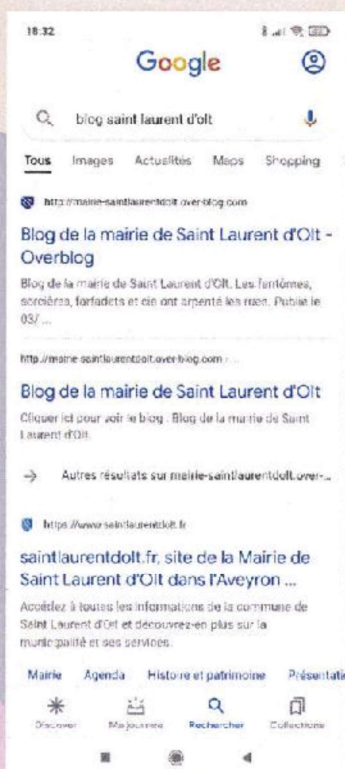 18:32
Google
blog saint laurent d'olt
Tous Images Actualités Maps Shopping
http://mairie-saintlaurentdolt.over-blog.com
Blog de la mairie de Saint Laurent d'Olt -
Overblog
Blog de la mairie de Saint Laurent d'Olt. Les fantômes,
sorcières, farfadets et cie ont arpenté les rues. Publié le
03/ ...
http://mairie-saintlaurentdolt.over-blog.com › ...
Blog de la mairie de Saint Laurent d'Olt
Cliquer ici pour voir le blog : Blog de la mairie de Saint
Laurent d'Olt.
Autres résultats sur mairie-saintlaurentdolt.over-...
https://www.saintlaurentdolt.fr
saintlaurentdolt.fr, site de la Mairie de
Saint Laurent d'Olt dans l'Aveyron ...
Accédez à toutes les informations de la commune de
Saint Laurent d'Olt et découvrez-en plus sur la
municipalité et ses services.
Mairie Agenda Histoire et patrimoine Présentati
Discover Ma journée Rechercher Collections